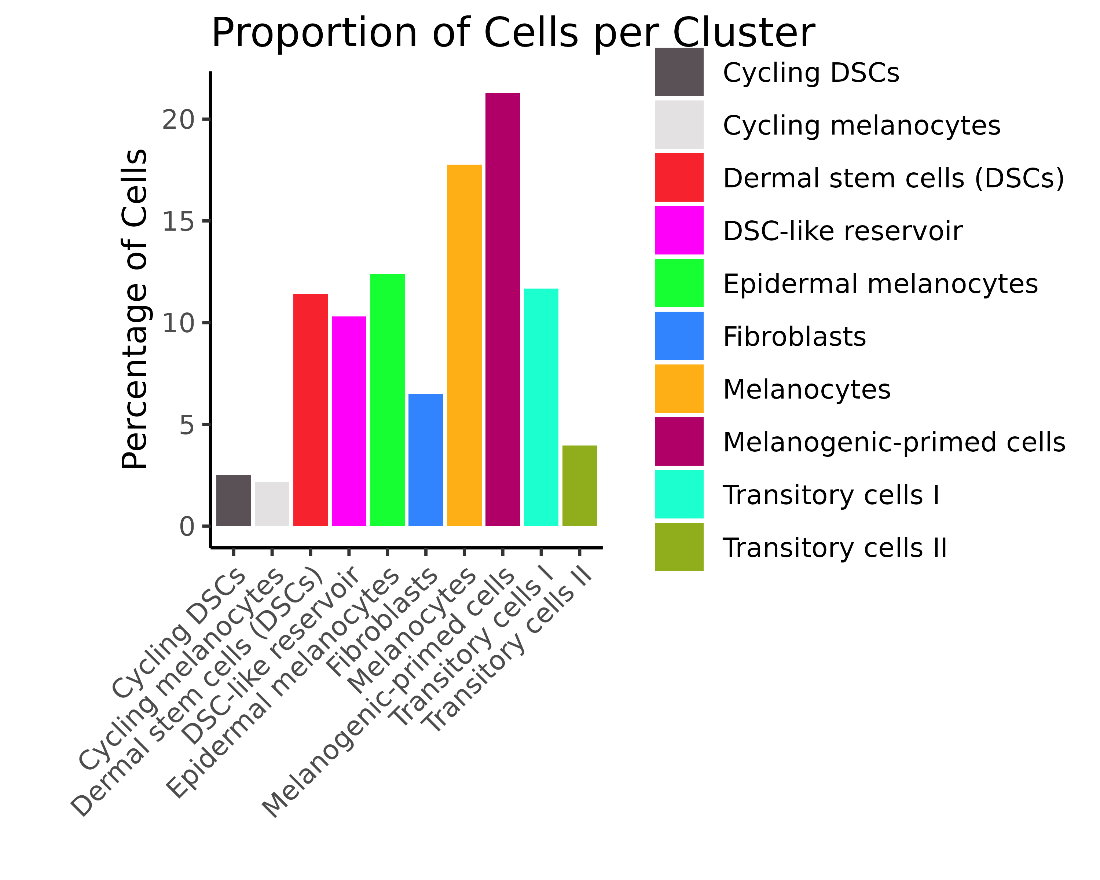 Proportion of Cells per Cluster
Percentage of Cells
20
15
10
5
0
Cycling DSCs
Cycling melanocytes
Dermal stem cells (DSCs)
DSC-like reservoir
Epidermal melanocytes
Fibroblasts
Melanocytes
Melanogenic-primed cells
Transitory cells I
Transitory cells II
Cycling DSCs
Cycling melanocytes
Dermal stem cells (DSCs)
DSC-like reservoir
Epidermal melanocytes
Fibroblasts
Melanocytes
Melanogenic-primed cells
Transitory cells I
Transitory cells II